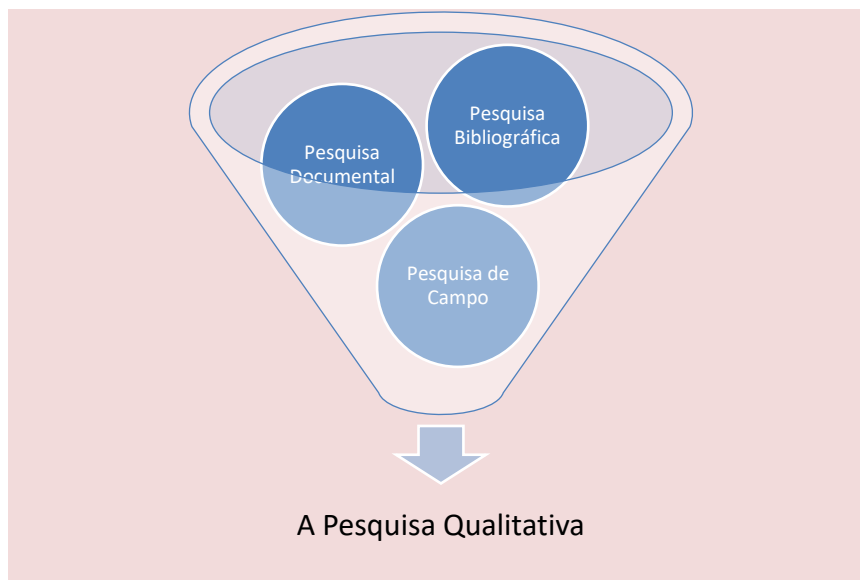 Pesquisa
Bibliográfica
Pesquisa
Documental
Pesquisa de
Campo
A Pesquisa Qualitativa